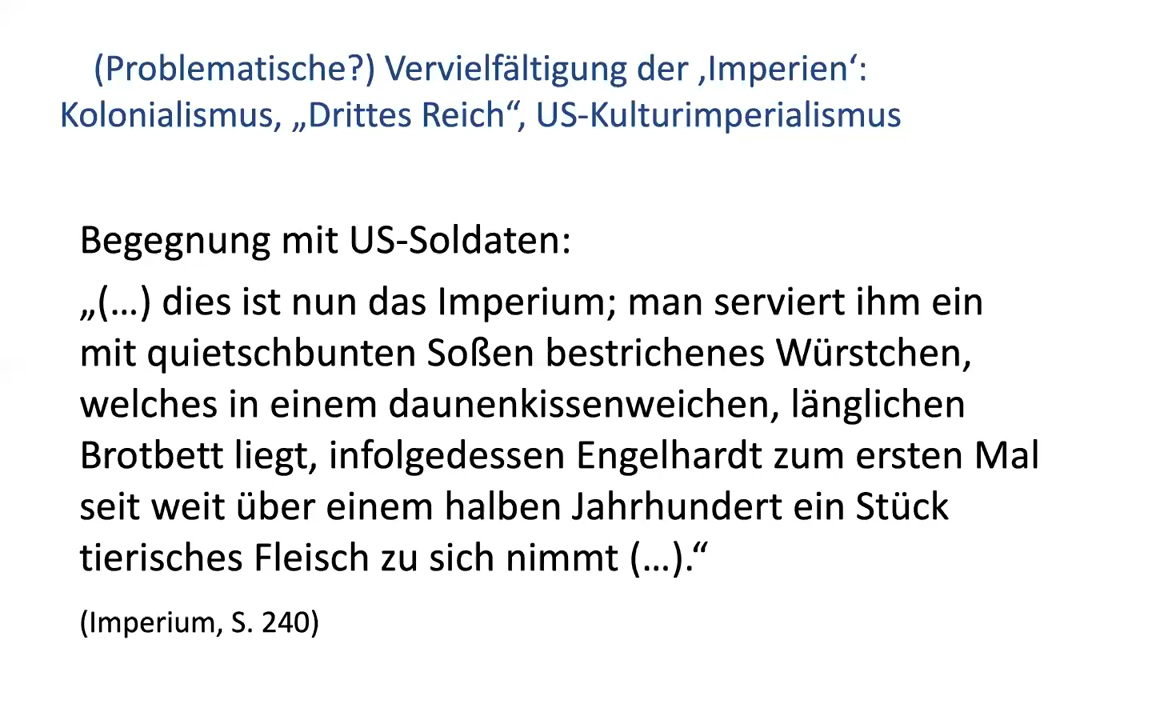 (Problematische?) Vervielfältigung der ‚Imperien‘:
Kolonialismus, „Drittes Reich“, US-Kulturimperialismus
Begegnung mit US-Soldaten:
„(…) dies ist nun das Imperium; man serviert ihm ein
mit quietschbunten Soßen bestrichenes Würstchen,
welches in einem daunenkissenweichen, länglichen
Brotbett liegt, infolgedessen Engelhardt zum ersten Mal
seit weit über einem halben Jahrhundert ein Stück
tierisches Fleisch zu sich nimmt (…).“
(Imperium, S. 240)